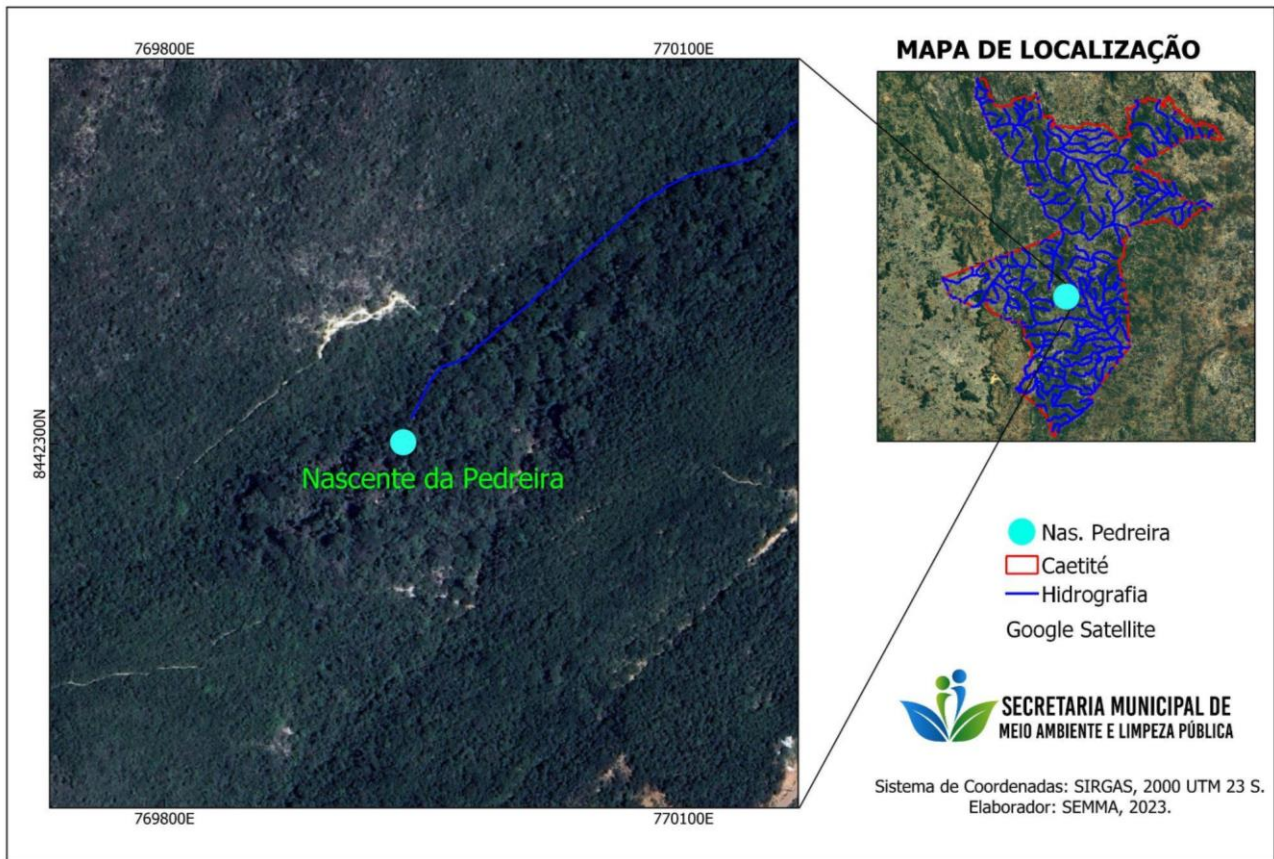 769800E
770100E
MAPA DE LOCALIZAÇÃO
8442300N
Nascente da Pedreira
Nas. Pedreira
Caetité
Hidrografia
Google Satellite
SECRETARIA MUNICIPAL DE
MEIO AMBIENTE E LIMPEZA PÚBLICA
Sistema de Coordenadas: SIRGAS, 2000 UTM 23 S.
Elaborador: SEMMA, 2023.
769800E
770100E